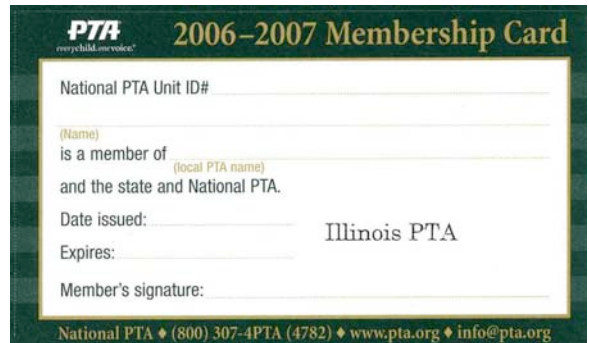 PTA 2006–2007 Membership Card
everychild.onevoice.®
National PTA Unit ID#
(Name)
is a member of
(local PTA name)
and the state and National PTA.
Date issued:
Illinois PTA
Expires:
Member's signature:
National PTA ♦ (800) 307-4PTA (4782) ♦ www.pta.org ♦ info@pta.org